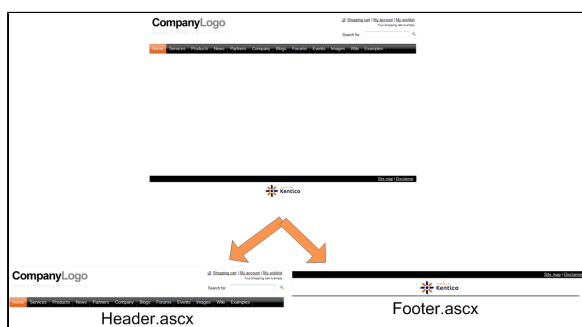 CompanyLogo
Shopping cart | My account | My wishlist
Your shopping cart is empty
Search for:
Home Services Products News Partners Company Blogs Forums Events Images Wiki Examples
Site map | Disclaimer
Kentico
CompanyLogo
Shopping cart | My account | My wishlist
Your shopping cart is empty
Search for:
Home Services Products News Partners Company Blogs Forums Events Images Wiki Examples
Header.ascx
Site map | Disclaimer
Kentico
Footer.ascx